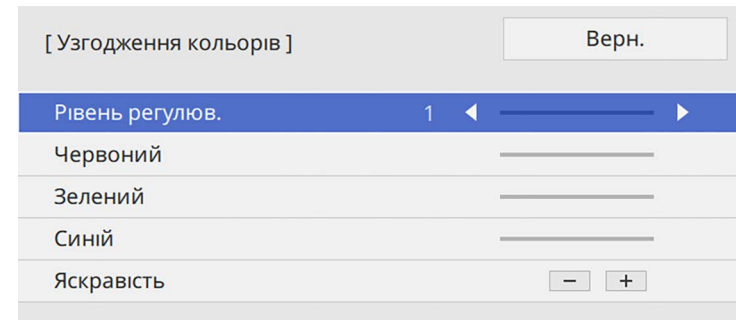 [ Узгодження кольорів ]
Верн.
Рівень регулюв. 1
Червоний
Зелений
Синій
Яскравість − +